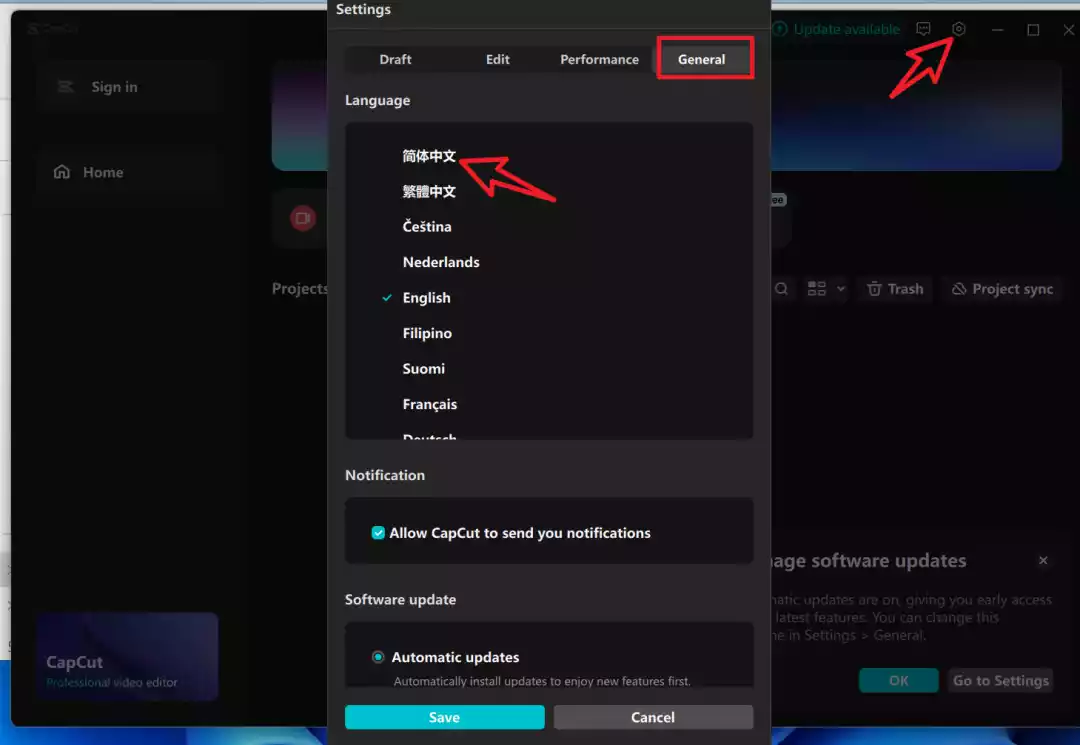 Settings
Update available
Draft
Edit
Performance
General
Sign in
Language
简体中文
繁體中文
Čeština
Nederlands
English
Filipino
Suomi
Français
Deutsch
Home
ee
Projects
Trash
Project sync
Notification
Allow CapCut to send you notifications
Software update
Automatic updates
Automatically install updates to enjoy new features first.
Save
Cancel
CapCut
Professional video editor
age software updates
matic updates are on, giving you early access
latest features. You can change this
me in Settings > General.
OK
Go to Settings